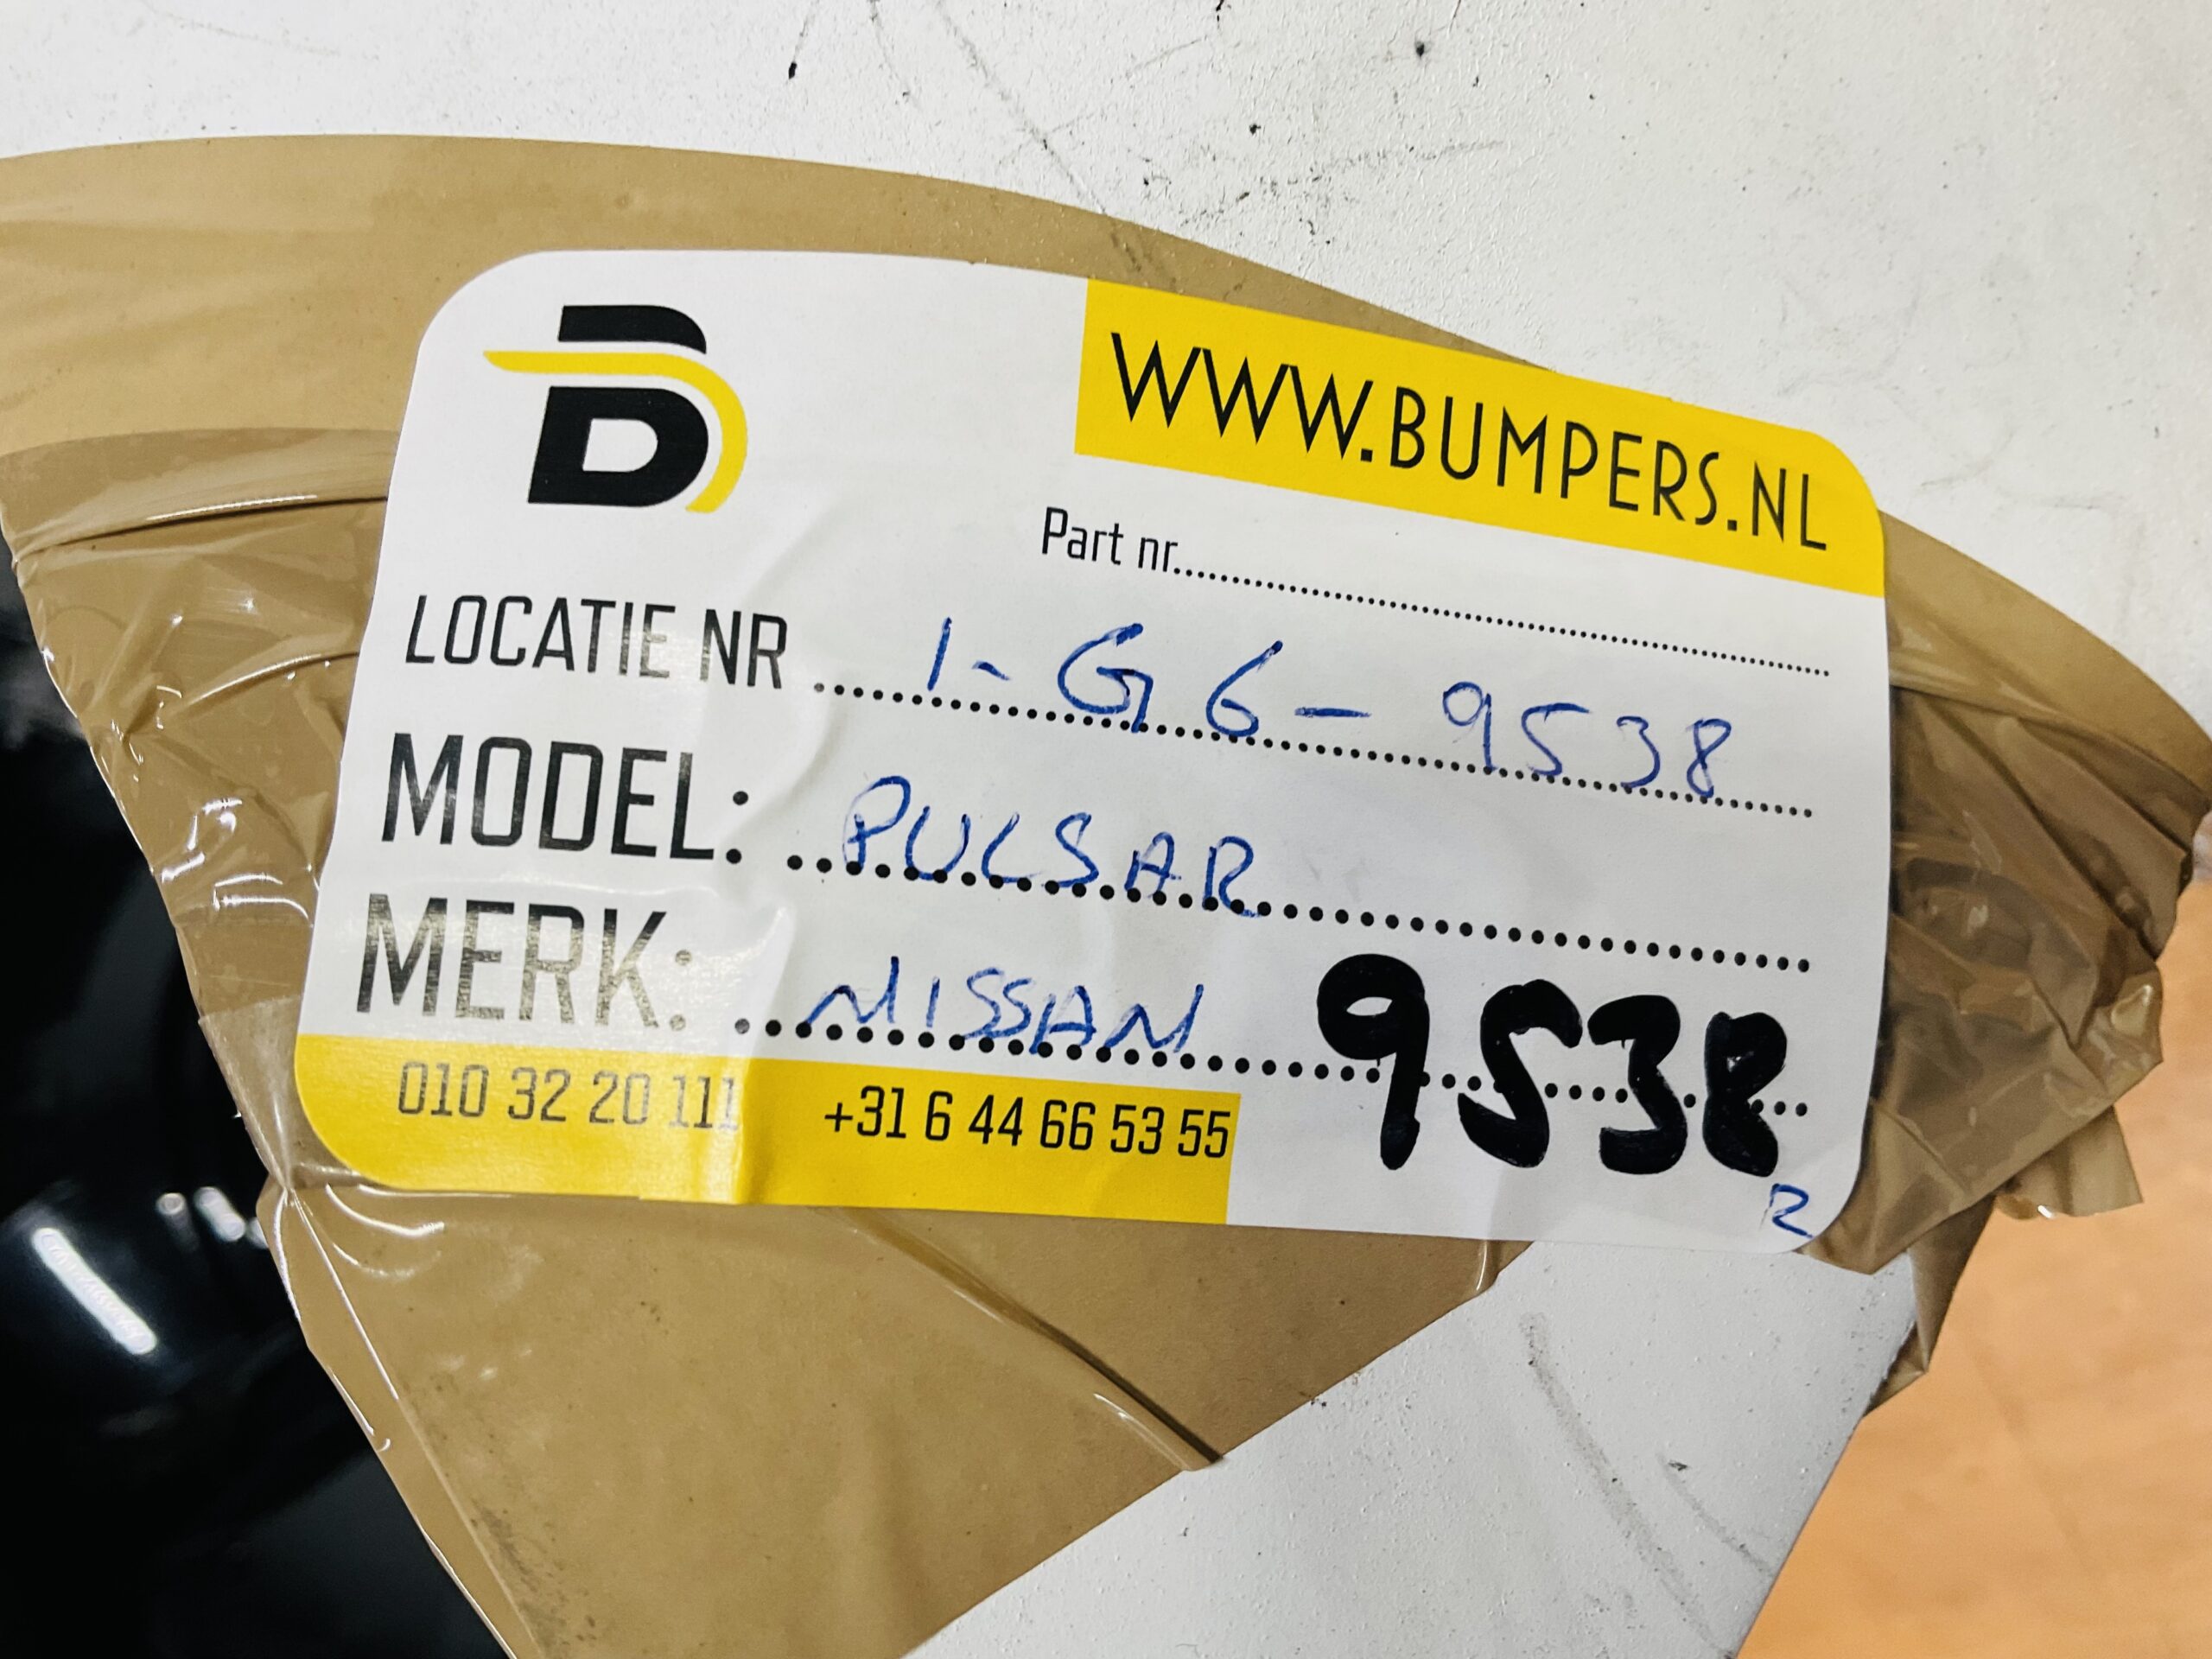 B
WWW.BUMPERS.NL
Part nr..........
LOCATIE NR ..... 1-G6-9538
MODEL: ..PULSAR
MERK: ..NISSAN 9538
010 32 20 111 +31 6 44 66 53 55
R